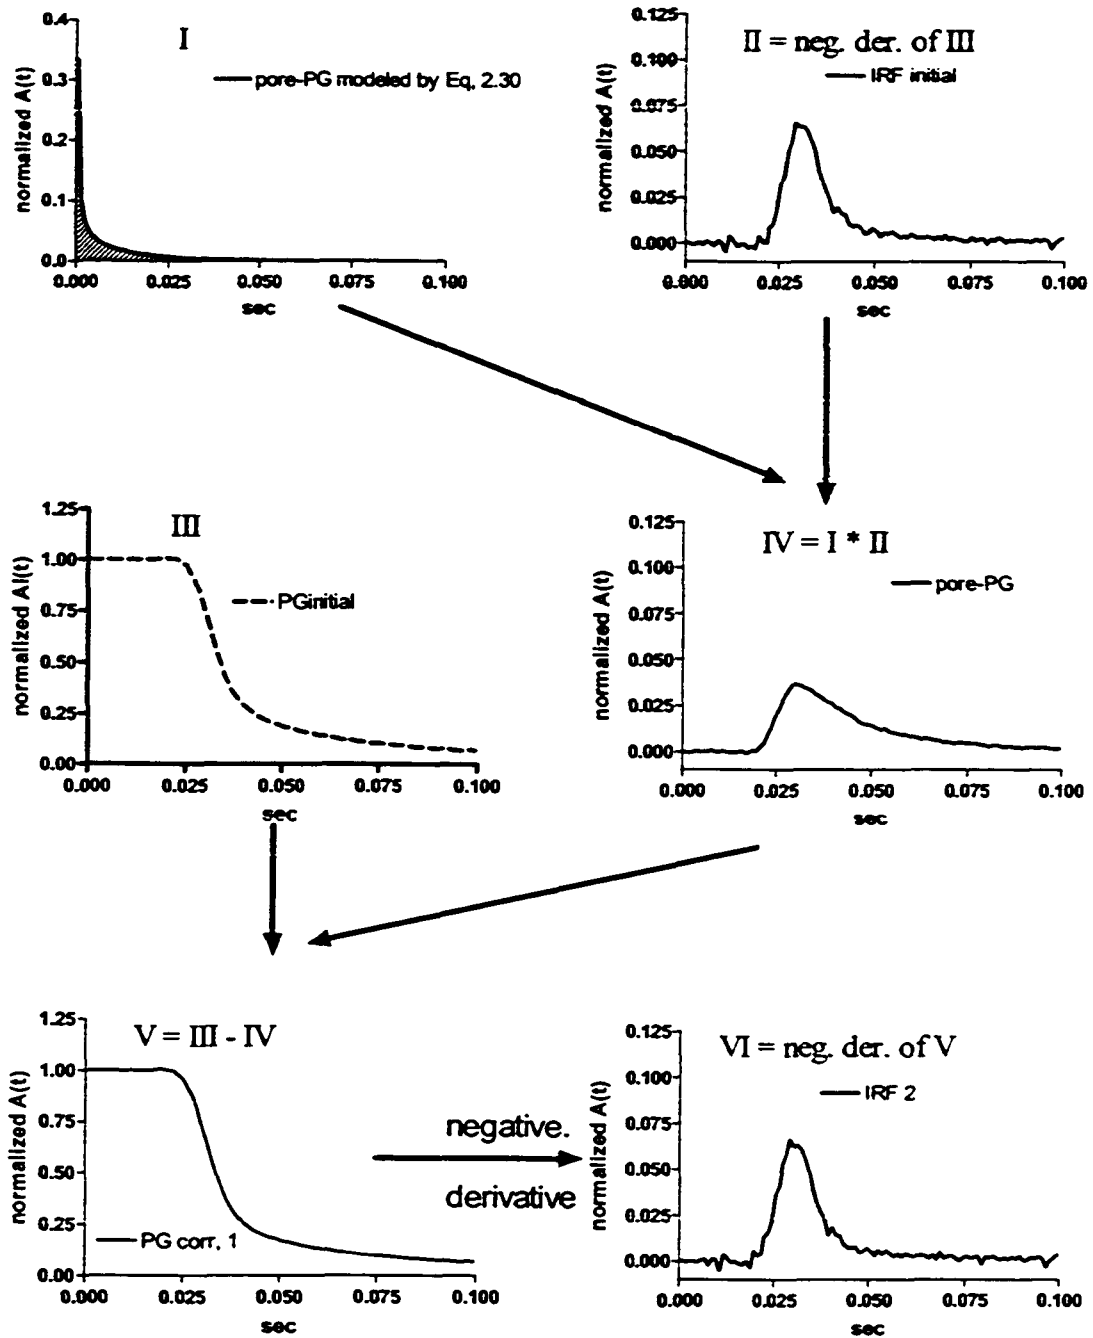 I
normalized A(t)
0.4
0.3
0.2
0.1
0.0
pore-PG modeled by Eq, 2.30
0.000 0.025 0.050 0.075 0.100
sec
II = neg. der. of III
normalized A(t)
0.125
0.100
0.075
0.050
0.025
0.000
IRF initial
0.000 0.025 0.050 0.075 0.100
sec
III
normalized AI(t)
1.25
1.00
0.75
0.50
0.25
0.00
PGinitial
0.000 0.025 0.050 0.075 0.100
sec
IV = I * II
normalized A(t)
0.125
0.100
0.075
0.050
0.025
0.000
pore-PG
0.000 0.025 0.050 0.075 0.100
sec
V = III - IV
normalized A(t)
1.25
1.00
0.75
0.50
0.25
0.00
PG corr. 1
0.000 0.025 0.050 0.075 0.100
sec
negative.
derivative
VI = neg. der. of V
normalized A(t)
0.125
0.100
0.075
0.050
0.025
0.000
IRF 2
0.000 0.025 0.050 0.075 0.100
sec